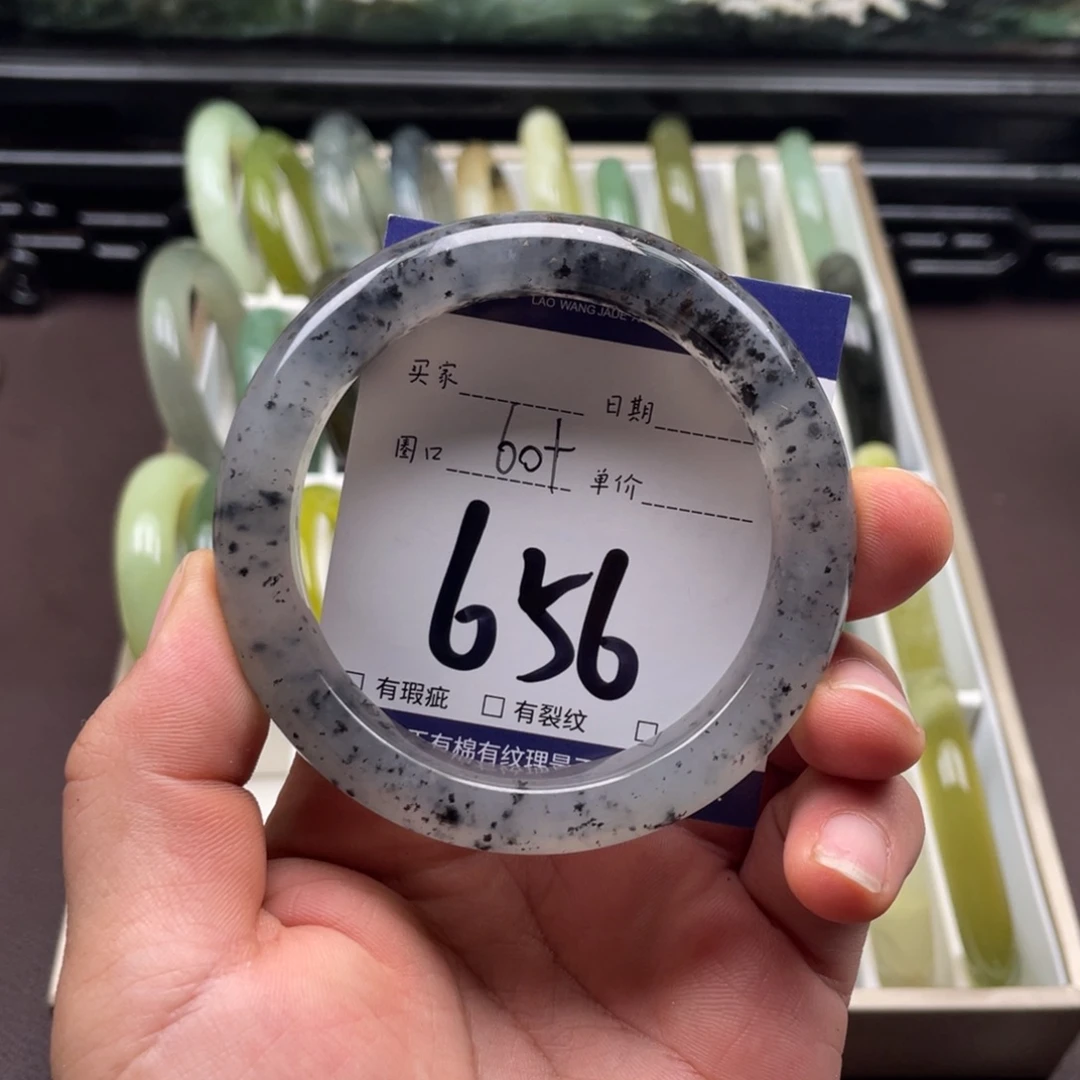 LAO WANG JADE
买家 日期
圈口 60+ 单价
656
□ 有瑕疵 □ 有裂纹 □
有棉有纹理是